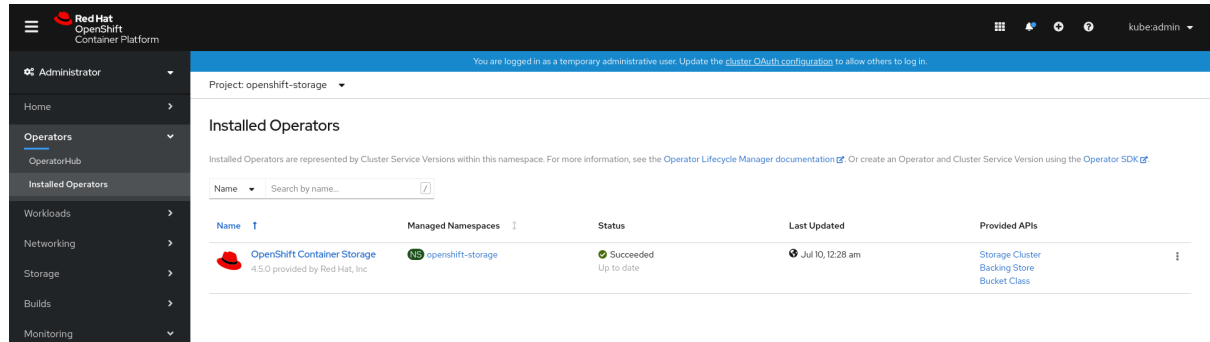 Red Hat
OpenShift
Container Platform
kube:admin
Administrator
You are logged in as a temporary administrative user. Update the cluster OAuth configuration to allow others to log in.
Project: openshift-storage
Home
Operators
OperatorHub
Installed Operators
Workloads
Networking
Storage
Builds
Monitoring
Installed Operators
Installed Operators are represented by Cluster Service Versions within this namespace. For more information, see the Operator Lifecycle Manager documentation. Or create an Operator and Cluster Service Version using the Operator SDK.
Name Search by name... /
Name Managed Namespaces Status Last Updated Provided APIs
OpenShift Container Storage NS openshift-storage Succeeded Jul 10, 12:28 am Storage Cluster
4.5.0 provided by Red Hat, Inc Up to date Backing Store
Bucket Class